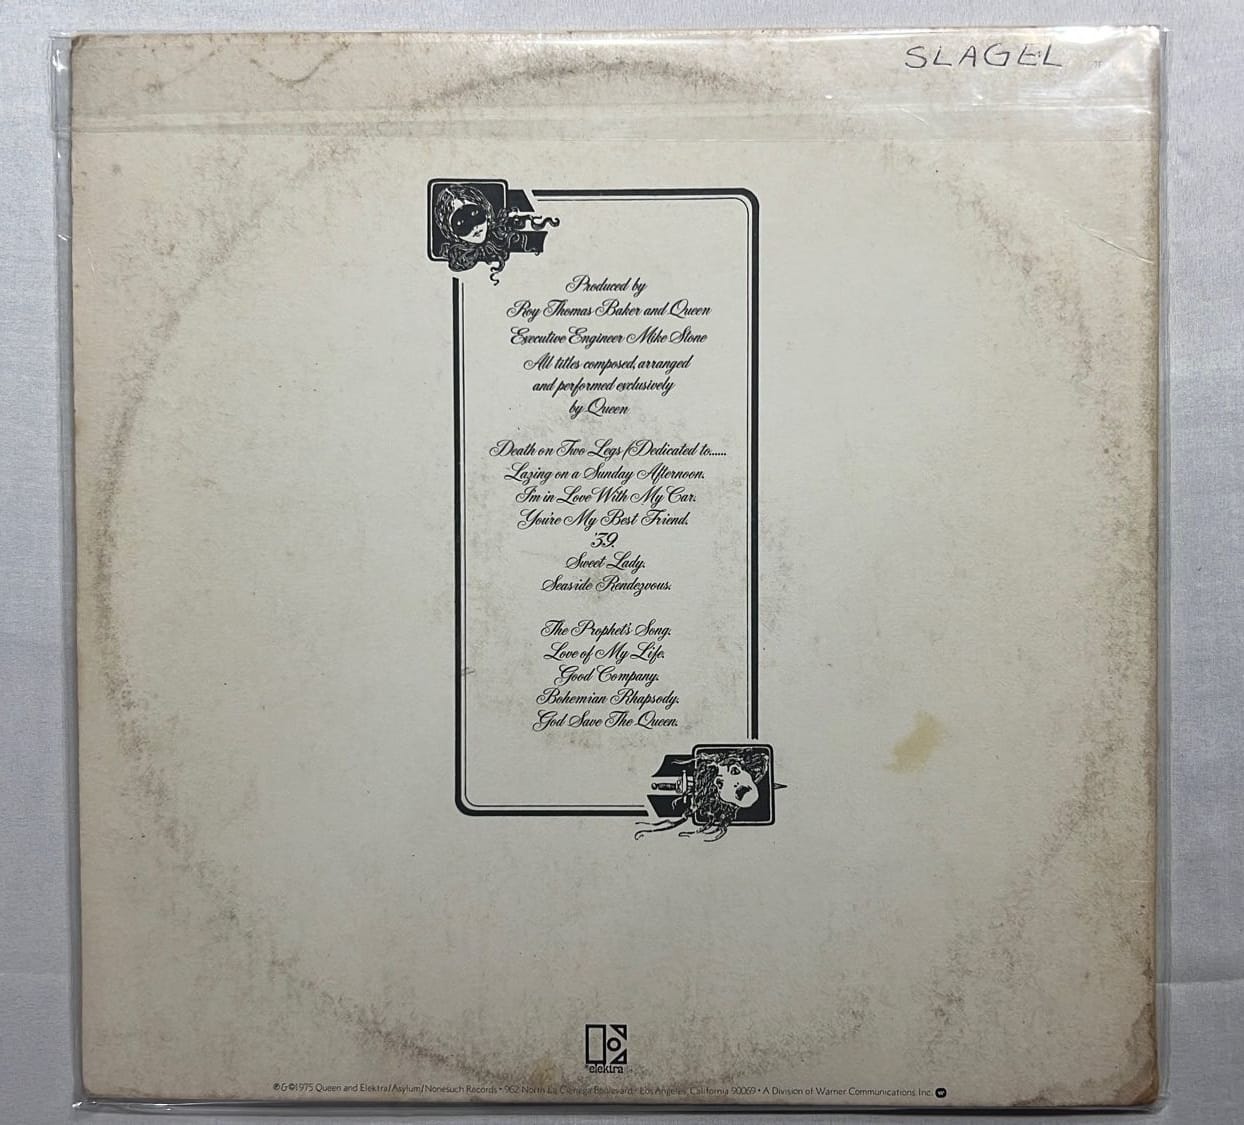 SLAGEL
Produced by
Roy Thomas Baker and Queen
Executive Engineer Mike Stone
All titles composed, arranged
and performed exclusively
by Queen
Death on Two Legs (Dedicated to......
Lazing on a Sunday Afternoon.
I'm in Love With My Car.
You're My Best Friend.
'39.
Sweet Lady.
Seaside Rendezvous.
The Prophet's Song.
Love of My Life.
Good Company.
Bohemian Rhapsody.
God Save The Queen.
elektra
℗&©1975 Queen and Elektra/Asylum/Nonesuch Records • 962 North La Cienega Boulevard • Los Angeles, California 90069 • A Division of Warner Communications Inc.